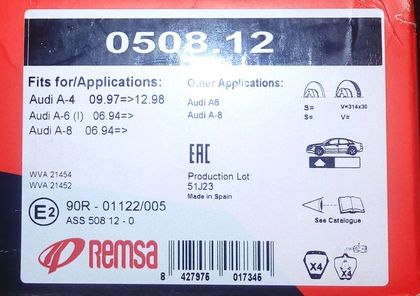 0508.12
Fits for/Applications:
Audi A-4 09.97=>12.98
Audi A-6 (I) 06.94=>
Audi A-8 06.94=>
Other Applications:
Audi A6
Audi A-8
S= V=314x30
S= V=
EAC
WVA 21454
WVA 21452
Production Lot:
51J23
Made in Spain
E2 90R - 01122/005
ASS 508 12 - 0
See Catalogue
Remsa
8 427976 017345
X4 X4